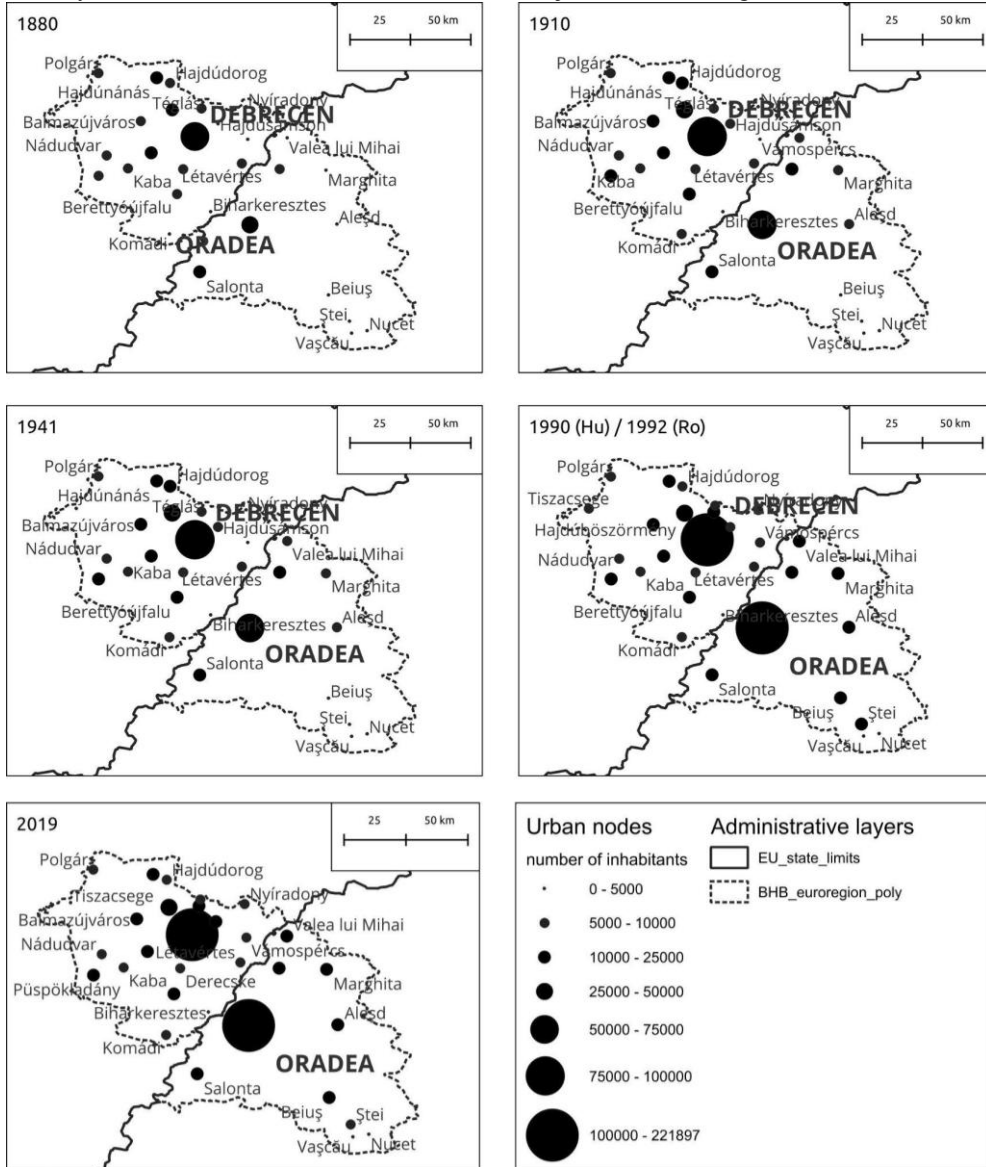 1880
25 50 km
Polgár
Hajdúdorog
Hajdúnánás
Téglás
Nyíradony
DEBRECEN
Balmazújváros
Hajdúsámson
Nádudvar
Valea lui Mihai
Kaba
Létavértes
Marghita
Berettyóújfalu
Biharkeresztes
Aleşd
Komádi
ORADEA
Salonta
Beiuş
Ştei
Nucet
Vaşcău
1910
25 50 km
Polgár
Hajdúdorog
Hajdúnánás
Téglás
Nyíradony
DEBRECEN
Balmazújváros
Hajdúsámson
Nádudvar
Vámospércs
Kaba
Létavértes
Marghita
Berettyóújfalu
Biharkeresztes
Aleşd
Komádi
ORADEA
Salonta
Beiuş
Ştei
Nucet
Vaşcău
1941
25 50 km
Polgár
Hajdúdorog
Hajdúnánás
Téglás
Nyíradony
DEBRECEN
Balmazújváros
Hajdúsámson
Nádudvar
Valea lui Mihai
Kaba
Létavértes
Marghita
Berettyóújfalu
Biharkeresztes
Aleşd
Komádi
ORADEA
Salonta
Beiuş
Ştei
Nucet
Vaşcău
1990 (Hu) / 1992 (Ro)
25 50 km
Polgár
Hajdúdorog
Tiszacsege
DEBRECEN
Nyíradony
Hajdúböszörmény
Vámospércs
Nádudvar
Valea lui Mihai
Kaba
Létavértes
Marghita
Berettyóújfalu
Biharkeresztes
Aleşd
Komádi
ORADEA
Salonta
Beiuş
Ştei
Vaşcău
Nucet
2019
25 50 km
Polgár
Hajdúdorog
Tiszacsege
Nyíradony
Balmazújváros
Valea lui Mihai
Nádudvar
Létavértes
Vámospércs
Püspökladány
Kaba
Derecske
Marghita
Biharkeresztes
Aleşd
Komádi
ORADEA
Salonta
Beiuş
Ştei
Vaşcău
Nucet
Urban nodes
number of inhabitants
0 - 5000
5000 - 10000
10000 - 25000
25000 - 50000
50000 - 75000
75000 - 100000
100000 - 221897
Administrative layers
EU_state_limits
BHB_euroregion_poly